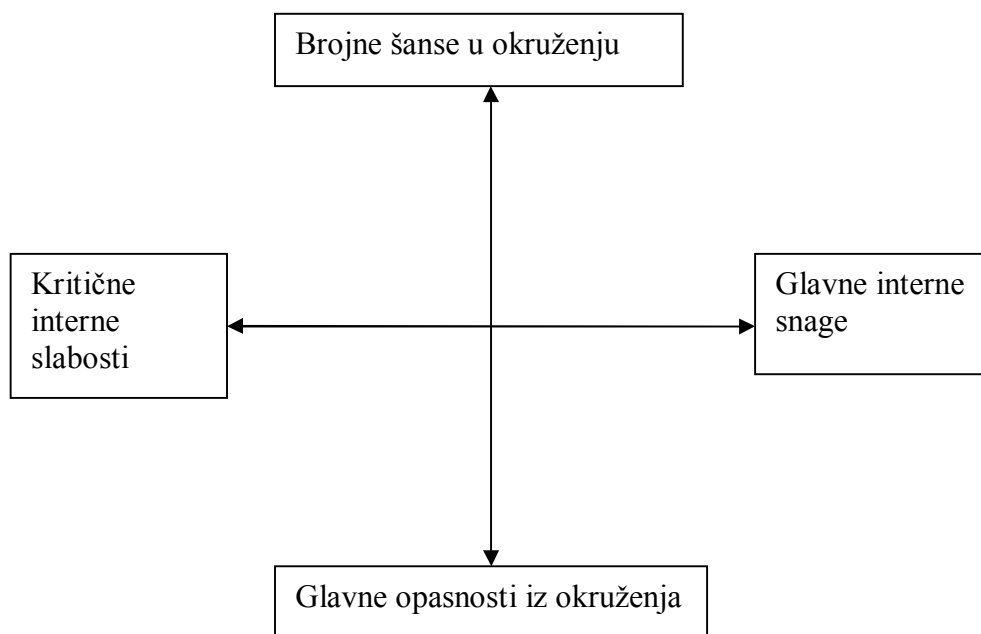 Brojne šanse u okruženju
Kritične
interne
slabosti
Glavne interne
snage
Glavne opasnosti iz okruženja